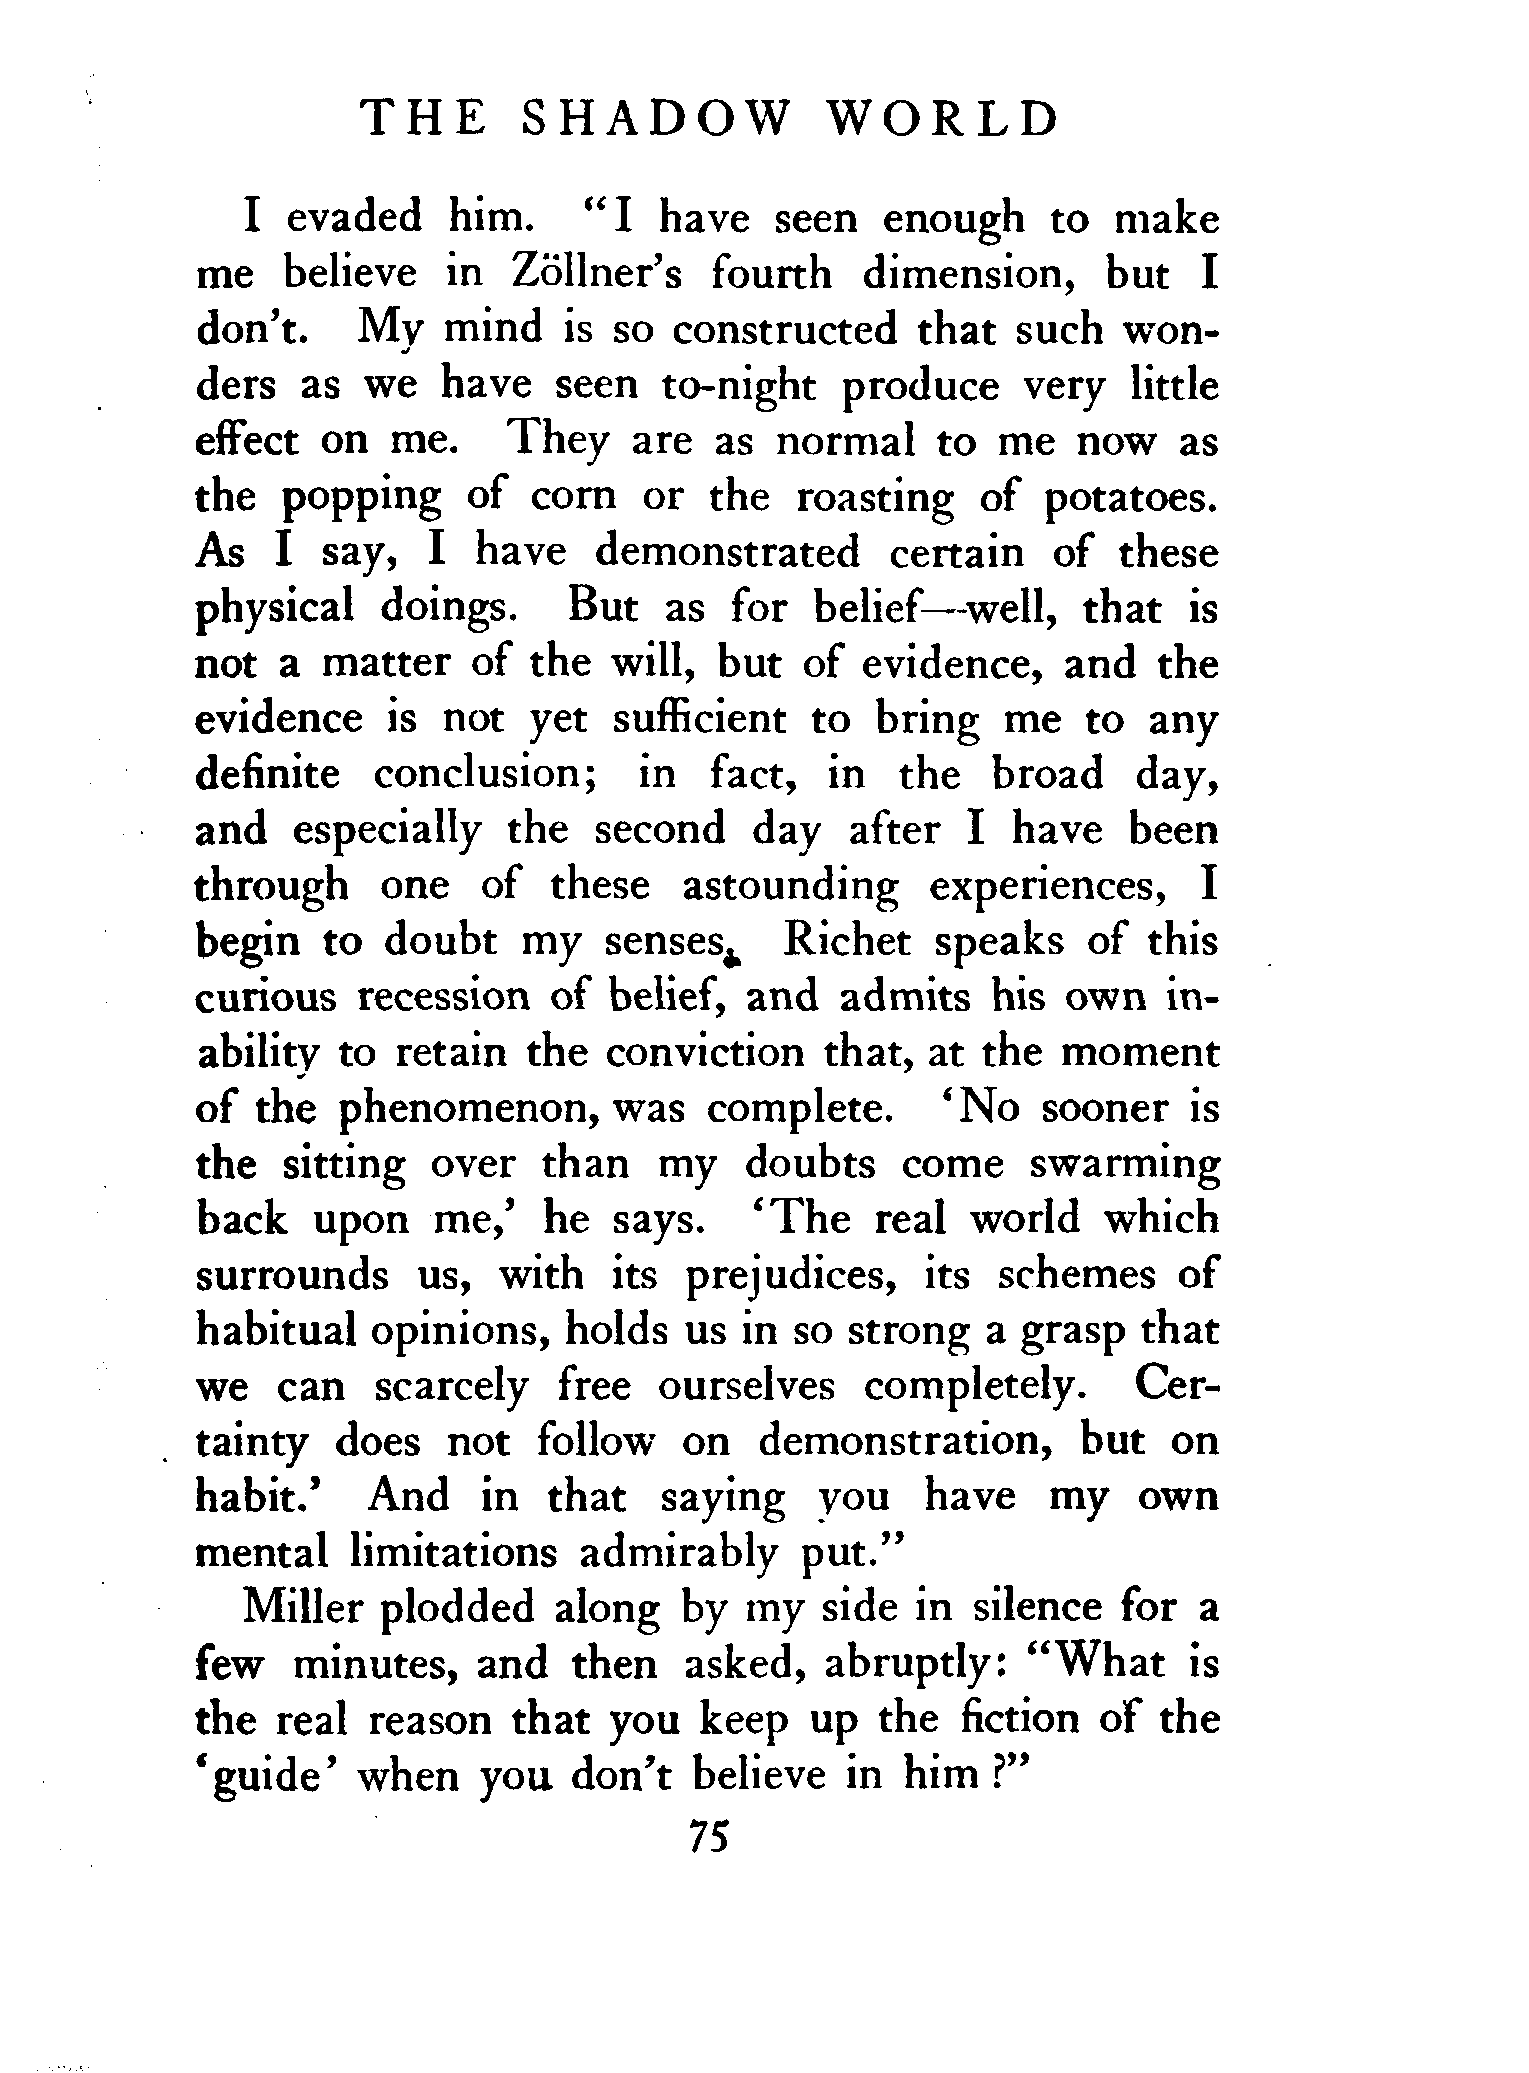 THE SHADOW WORLD
I evaded him. “I have seen enough to make
me believe in Zöllner’s fourth dimension, but I
don’t. My mind is so constructed that such won-
ders as we have seen to-night produce very little
effect on me. They are as normal to me now as
the popping of corn or the roasting of potatoes.
As I say, I have demonstrated certain of these
physical doings. But as for belief—well, that is
not a matter of the will, but of evidence, and the
evidence is not yet sufficient to bring me to any
definite conclusion; in fact, in the broad day,
and especially the second day after I have been
through one of these astounding experiences, I
begin to doubt my senses. Richet speaks of this
curious recession of belief, and admits his own in-
ability to retain the conviction that, at the moment
of the phenomenon, was complete. ‘No sooner is
the sitting over than my doubts come swarming
back upon me,’ he says. ‘The real world which
surrounds us, with its prejudices, its schemes of
habitual opinions, holds us in so strong a grasp that
we can scarcely free ourselves completely. Cer-
tainty does not follow on demonstration, but on
habit.’ And in that saying you have my own
mental limitations admirably put.”
Miller plodded along by my side in silence for a
few minutes, and then asked, abruptly: “What is
the real reason that you keep up the fiction of the
‘guide’ when you don’t believe in him?”
75